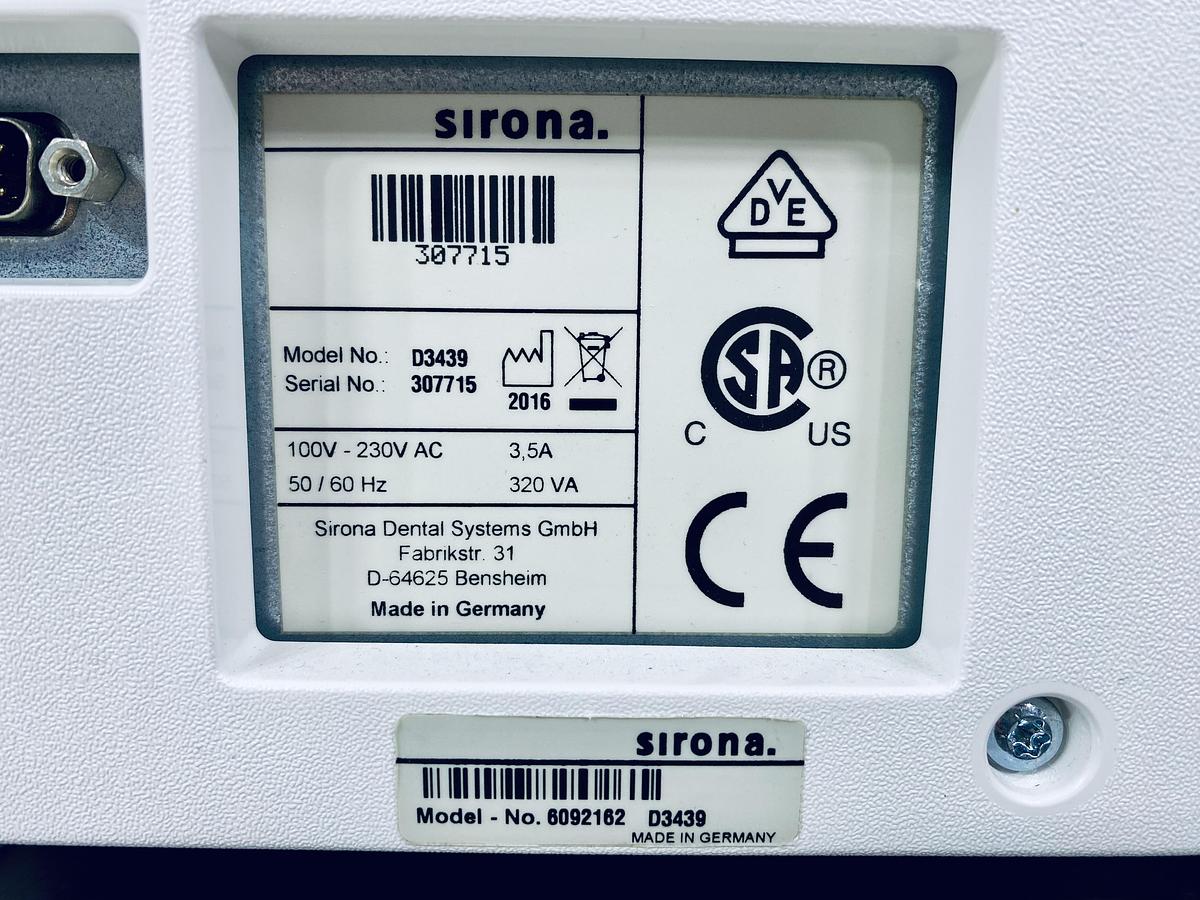 sirona.
307715
Model No.: D3439
Serial No.: 307715
2016
100V - 230V AC 3,5A
50 / 60 Hz 320 VA
Sirona Dental Systems GmbH
Fabrikstr. 31
D-64625 Bensheim
Made in Germany
VDE
CSA ®
C US
CE
sirona.
Model - No. 6092162 D3439
MADE IN GERMANY